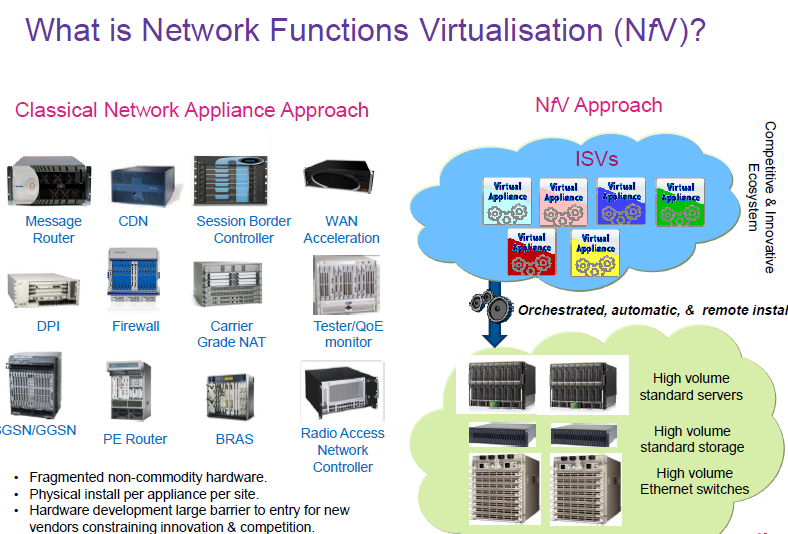 What is Network Functions Virtualisation (NfV)?
Classical Network Appliance Approach
Message
Router
CDN
Session Border
Controller
WAN
Acceleration
DPI
Firewall
Carrier
Grade NAT
Tester/QoE
monitor
SGSN/GGSN
PE Router
BRAS
Radio Access
Network
Controller
• Fragmented non-commodity hardware.
• Physical install per appliance per site.
• Hardware development large barrier to entry for new
vendors constraining innovation & competition.
NfV Approach
ISVs
Virtual
Appliance
Virtual
Appliance
Virtual
Appliance
Virtual
Appliance
Virtual
Appliance
Virtual
Appliance
Competitive & Innovative
Ecosystem
Orchestrated, automatic, & remote instal
High volume
standard servers
High volume
standard storage
High volume
Ethernet switches